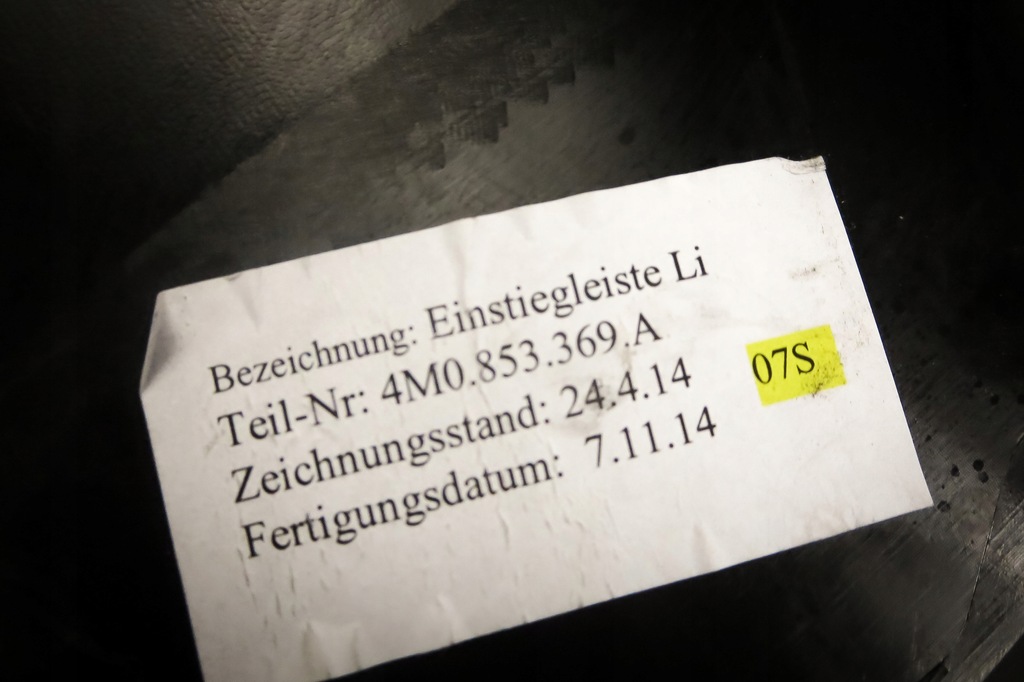 Bezeichnung: Einstiegleiste Li
Teil-Nr: 4M0.853.369.A
Zeichnungsstand: 24.4.14
Fertigungsdatum: 7.11.14
07S